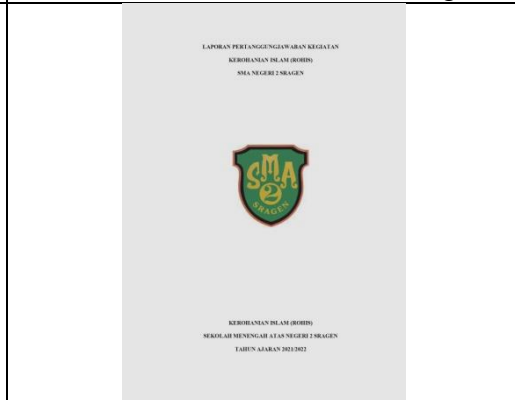 LAPORAN PERTANGGUNGJAWABAN KEGIATAN
KEROHANIAN ISLAM (ROHIS)
SMA NEGERI 2 SRAGEN
SMA
2
SRAGEN
KEROHANIAN ISLAM (ROHIS)
SEKOLAH MENENGAH ATAS NEGERI 2 SRAGEN
TAHUN AJARAN 2021/2022